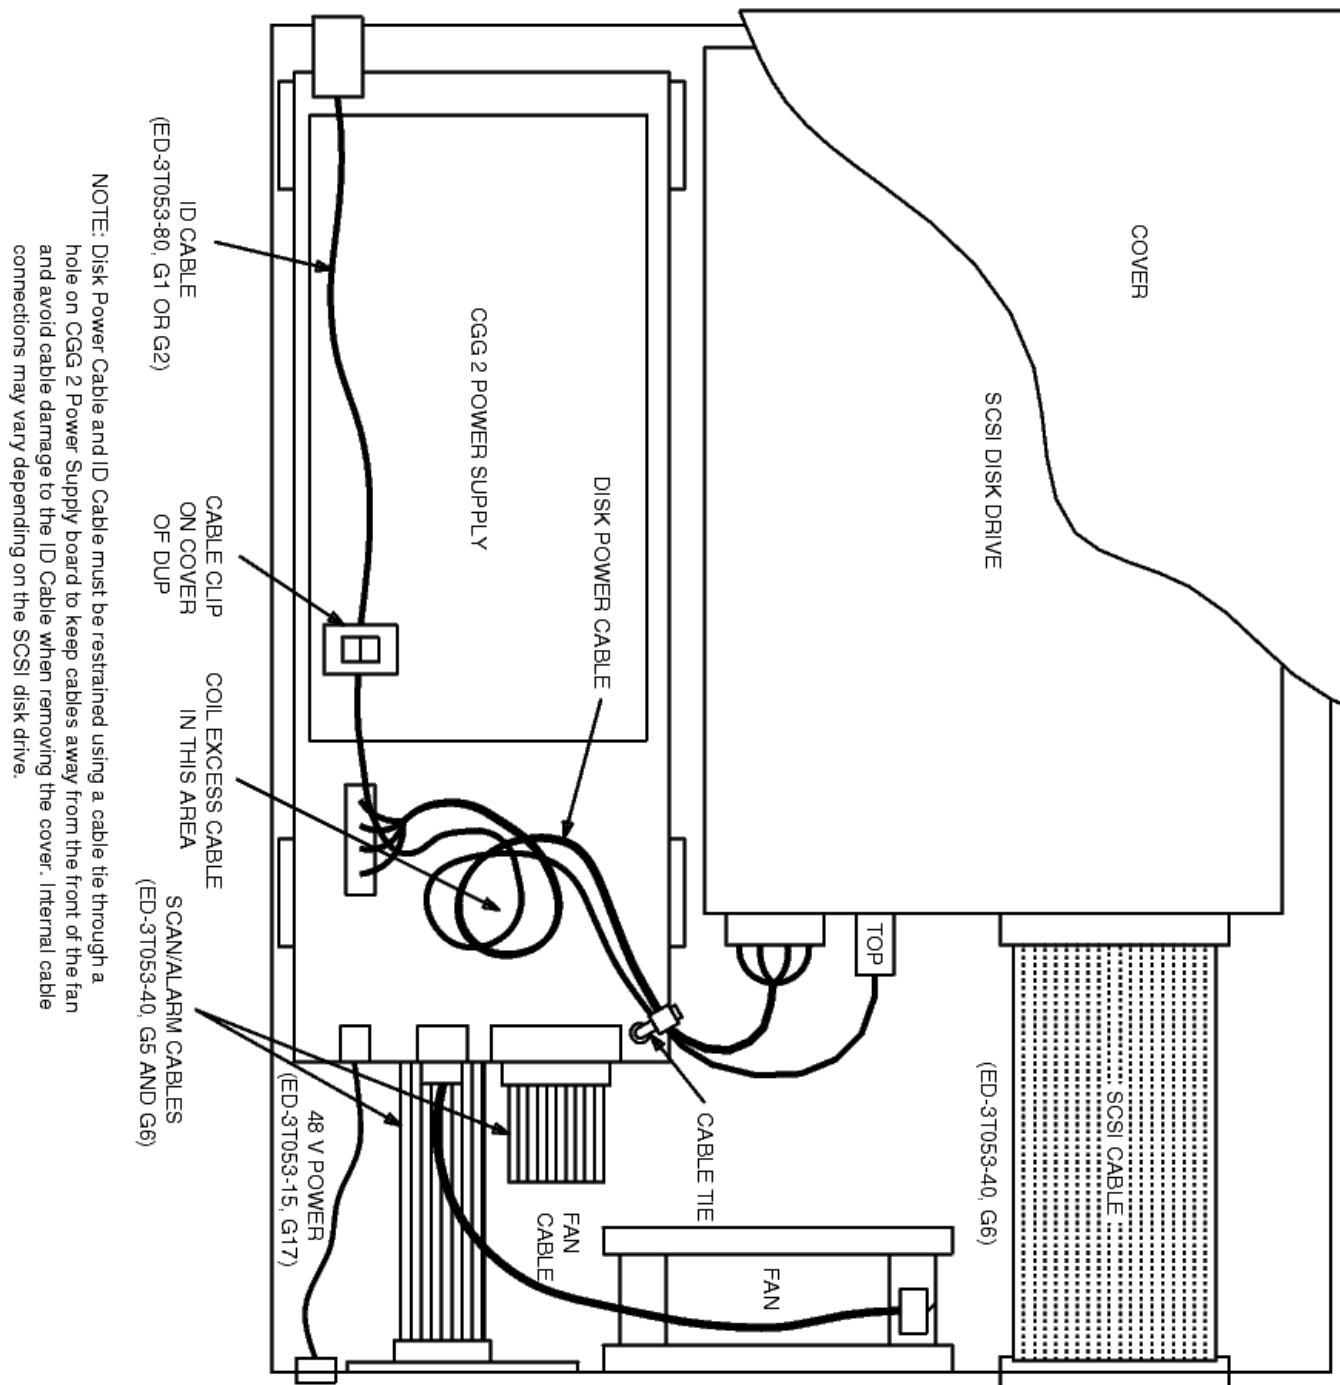 COVER
SCSI DISK DRIVE
SCSI CABLE
(ED-3T053-40, G6)
TOP
CABLE TIE
FAN
FAN
CABLE
DISK POWER CABLE
CGG 2 POWER SUPPLY
48 V POWER
(ED-3T053-15, G17)
ID CABLE
(ED-3T053-80, G1 OR G2)
CABLE CLIP
ON COVER
OF DUP
COIL EXCESS CABLE
IN THIS AREA
SCAN/ALARM CABLES
(ED-3T053-40, G5 AND G6)
NOTE: Disk Power Cable and ID Cable must be restrained using a cable tie through a
hole on CGG 2 Power Supply board to keep cables away from the front of the fan
and avoid cable damage to the ID Cable when removing the cover. Internal cable
connections may vary depending on the SCSI disk drive.